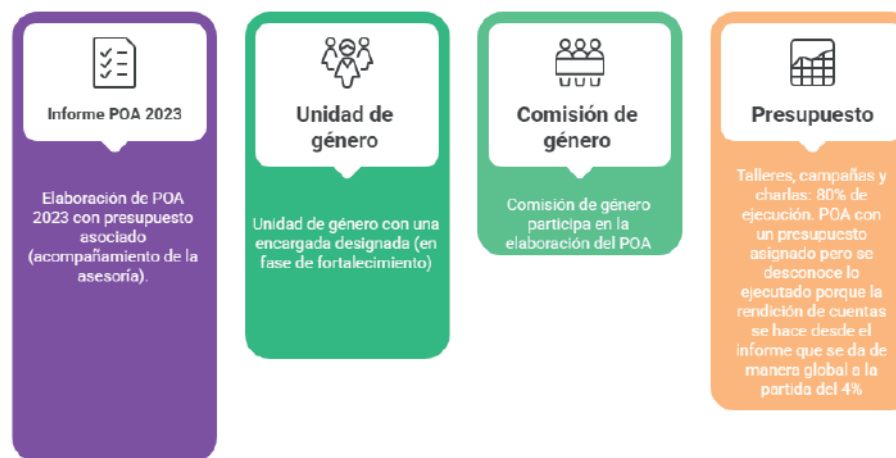 Informe POA 2023
Elaboración de POA
2023 con presupuesto
asociado
(acompañamiento de la
asesoría).
Unidad de
género
Unidad de género con una
encargada designada (en
fase de fortalecimiento)
Comisión de
género
Comisión de género
participa en la
elaboración del POA
Presupuesto
Talleres, campañas y
charlas: 80% de
ejecución. POA con
un presupuesto
asignado pero se
desconoce lo
ejecutado porque la
rendición de cuentas
se hace desde el
informe que se da de
manera global a la
partida del 4%